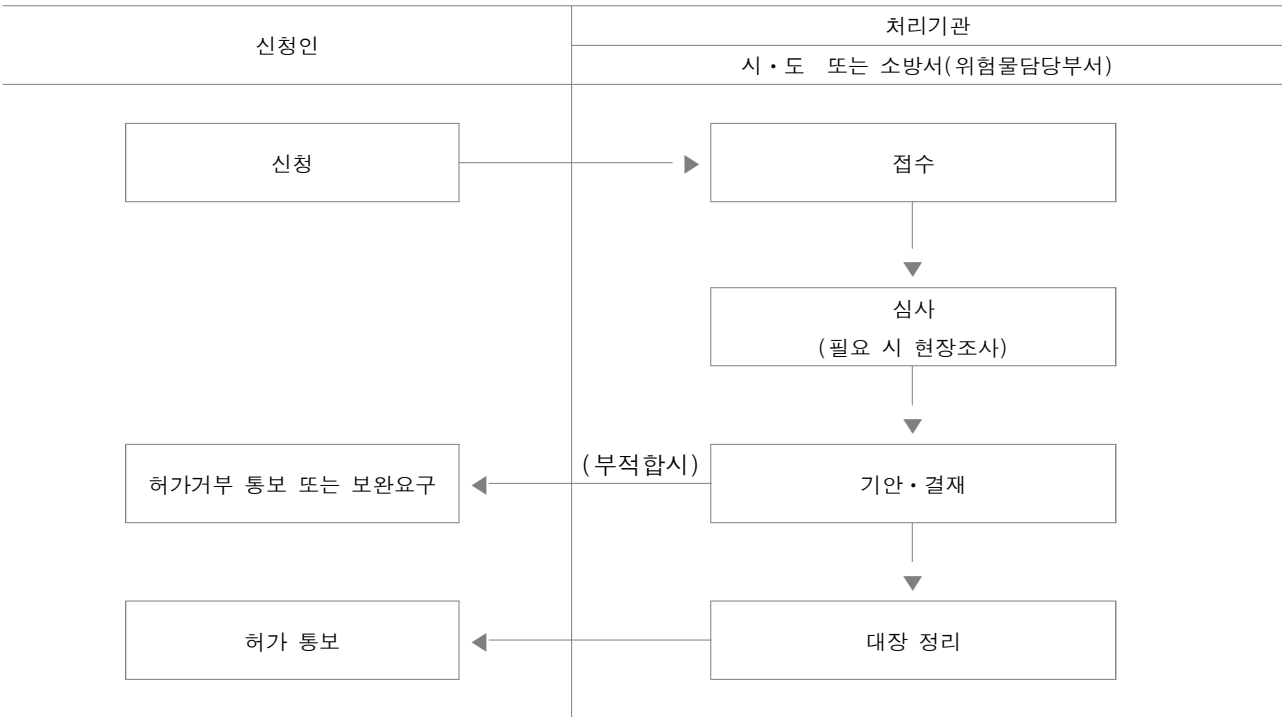 신청인
처리기관
시・도 또는 소방서(위험물담당부서)
신청
접수
심사
(필요 시 현장조사)
허가거부 통보 또는 보완요구
(부적합시)
기안・결재
허가 통보
대장 정리